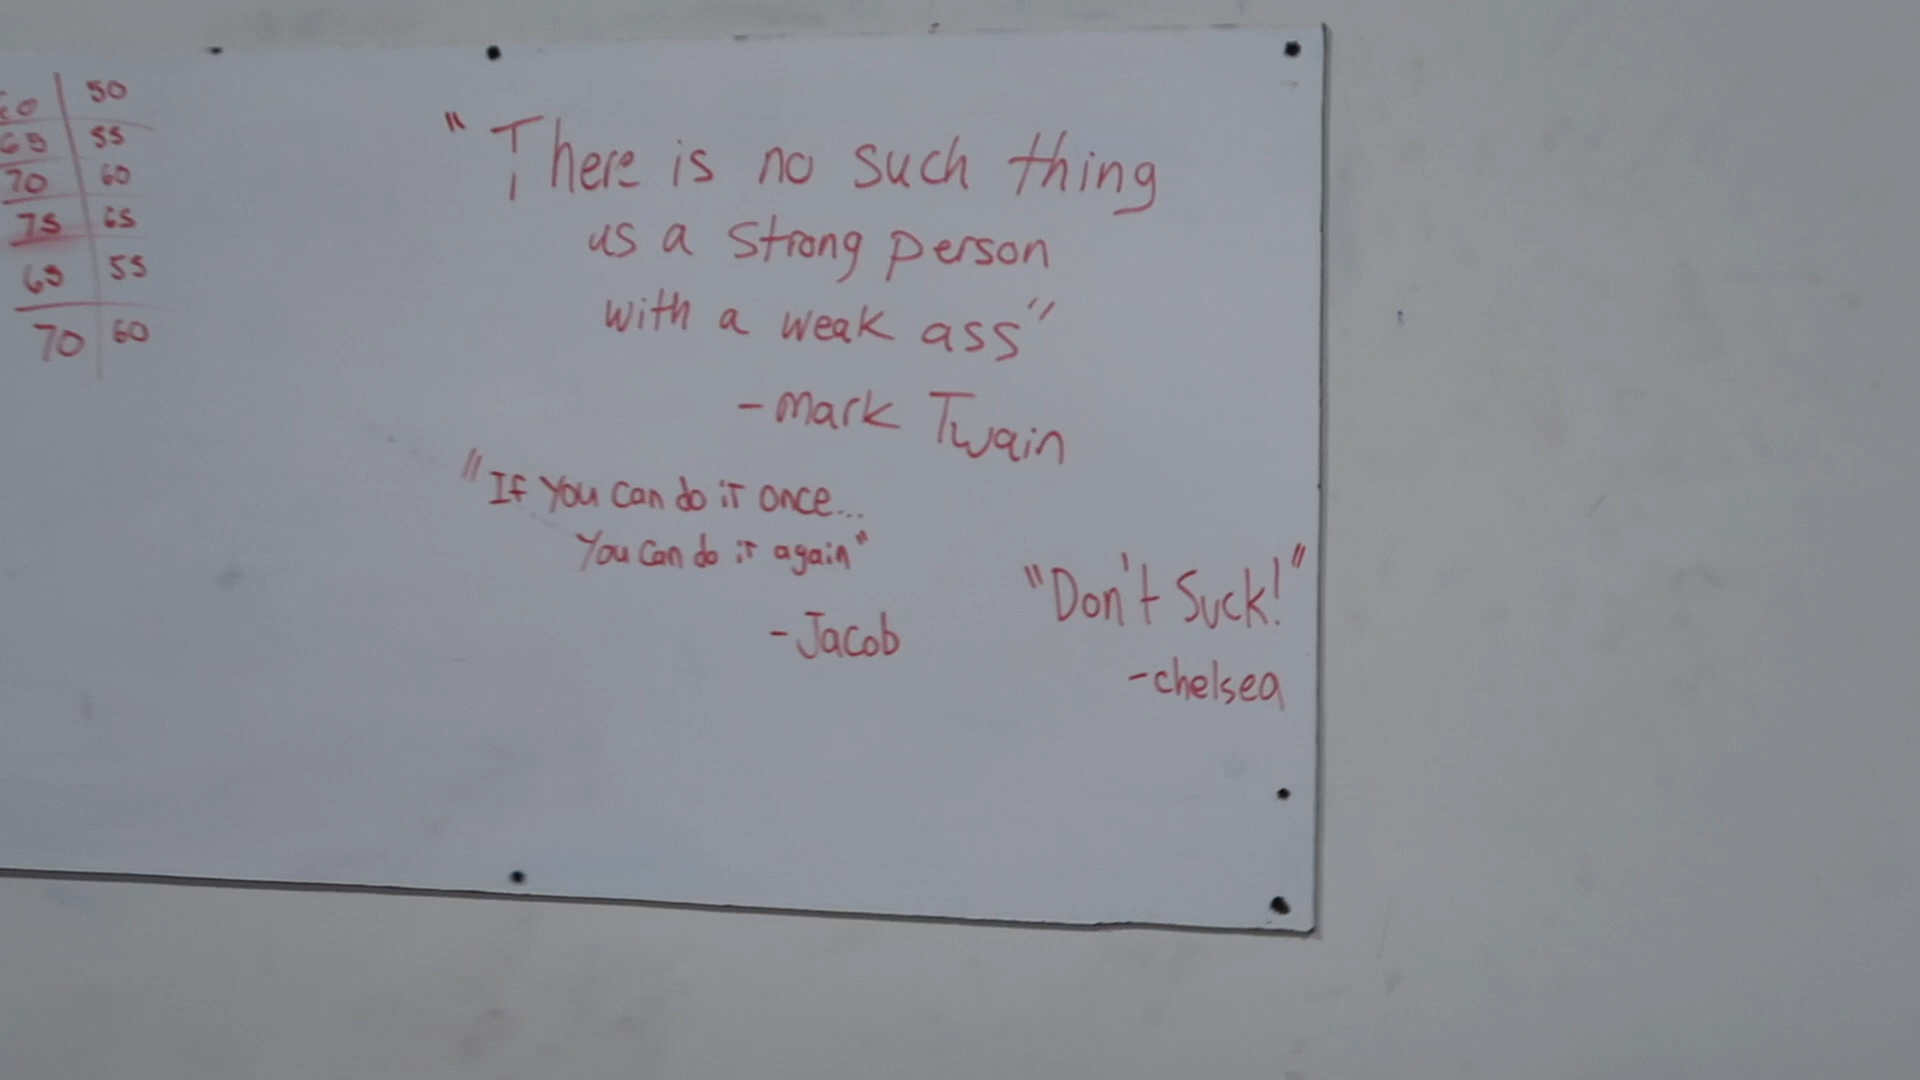 60 50
65 55
70 60
75 65
65 55
70 60
"There is no such thing
as a strong person
with a weak ass"
-Mark Twain
"If You Can do it once...
You Can do it again"
-Jacob
"Don't Suck!"
-chelsea